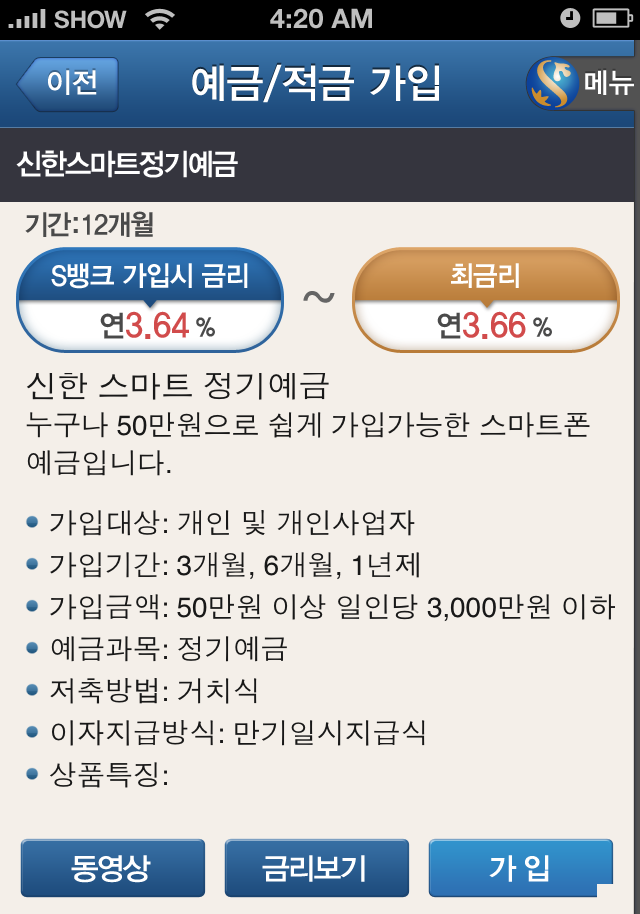 SHOW 4:20 AM
이전 예금/적금 가입 메뉴
신한스마트정기예금
기간:12개월
S뱅크 가입시 금리 ~ 최금리
연3.64 % 연3.66 %
신한 스마트 정기예금
누구나 50만원으로 쉽게 가입가능한 스마트폰
예금입니다.
가입대상: 개인 및 개인사업자
가입기간: 3개월, 6개월, 1년제
가입금액: 50만원 이상 일인당 3,000만원 이하
예금과목: 정기예금
저축방법: 거치식
이자지급방식: 만기일시지급식
상품특징:
동영상 금리보기 가 입